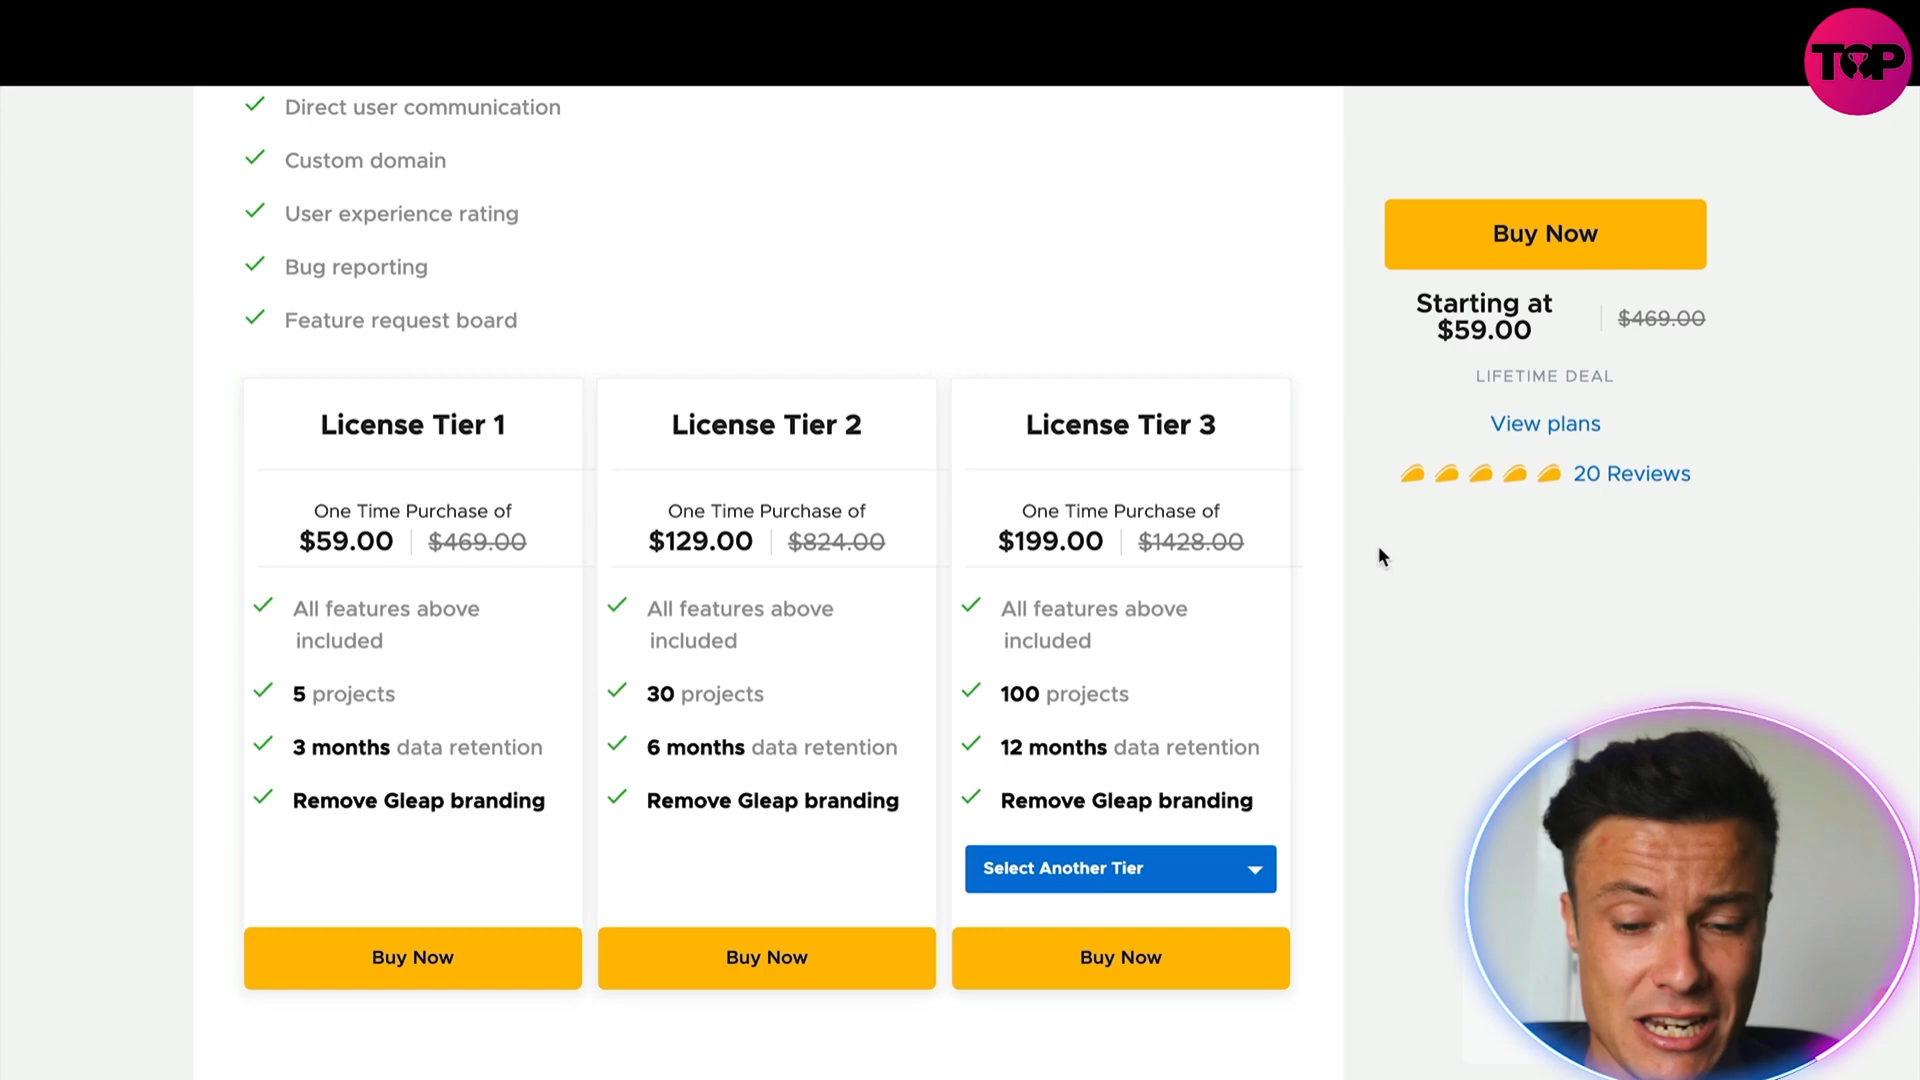 TOP
Direct user communication
Custom domain
User experience rating
Bug reporting
Feature request board
Buy Now
Starting at
$59.00
$469.00
LIFETIME DEAL
View plans
20 Reviews
License Tier 1
One Time Purchase of
$59.00 $469.00
All features above
included
5 projects
3 months data retention
Remove Gleap branding
Buy Now
License Tier 2
One Time Purchase of
$129.00 $824.00
All features above
included
30 projects
6 months data retention
Remove Gleap branding
Buy Now
License Tier 3
One Time Purchase of
$199.00 $1428.00
All features above
included
100 projects
12 months data retention
Remove Gleap branding
Select Another Tier
Buy Now